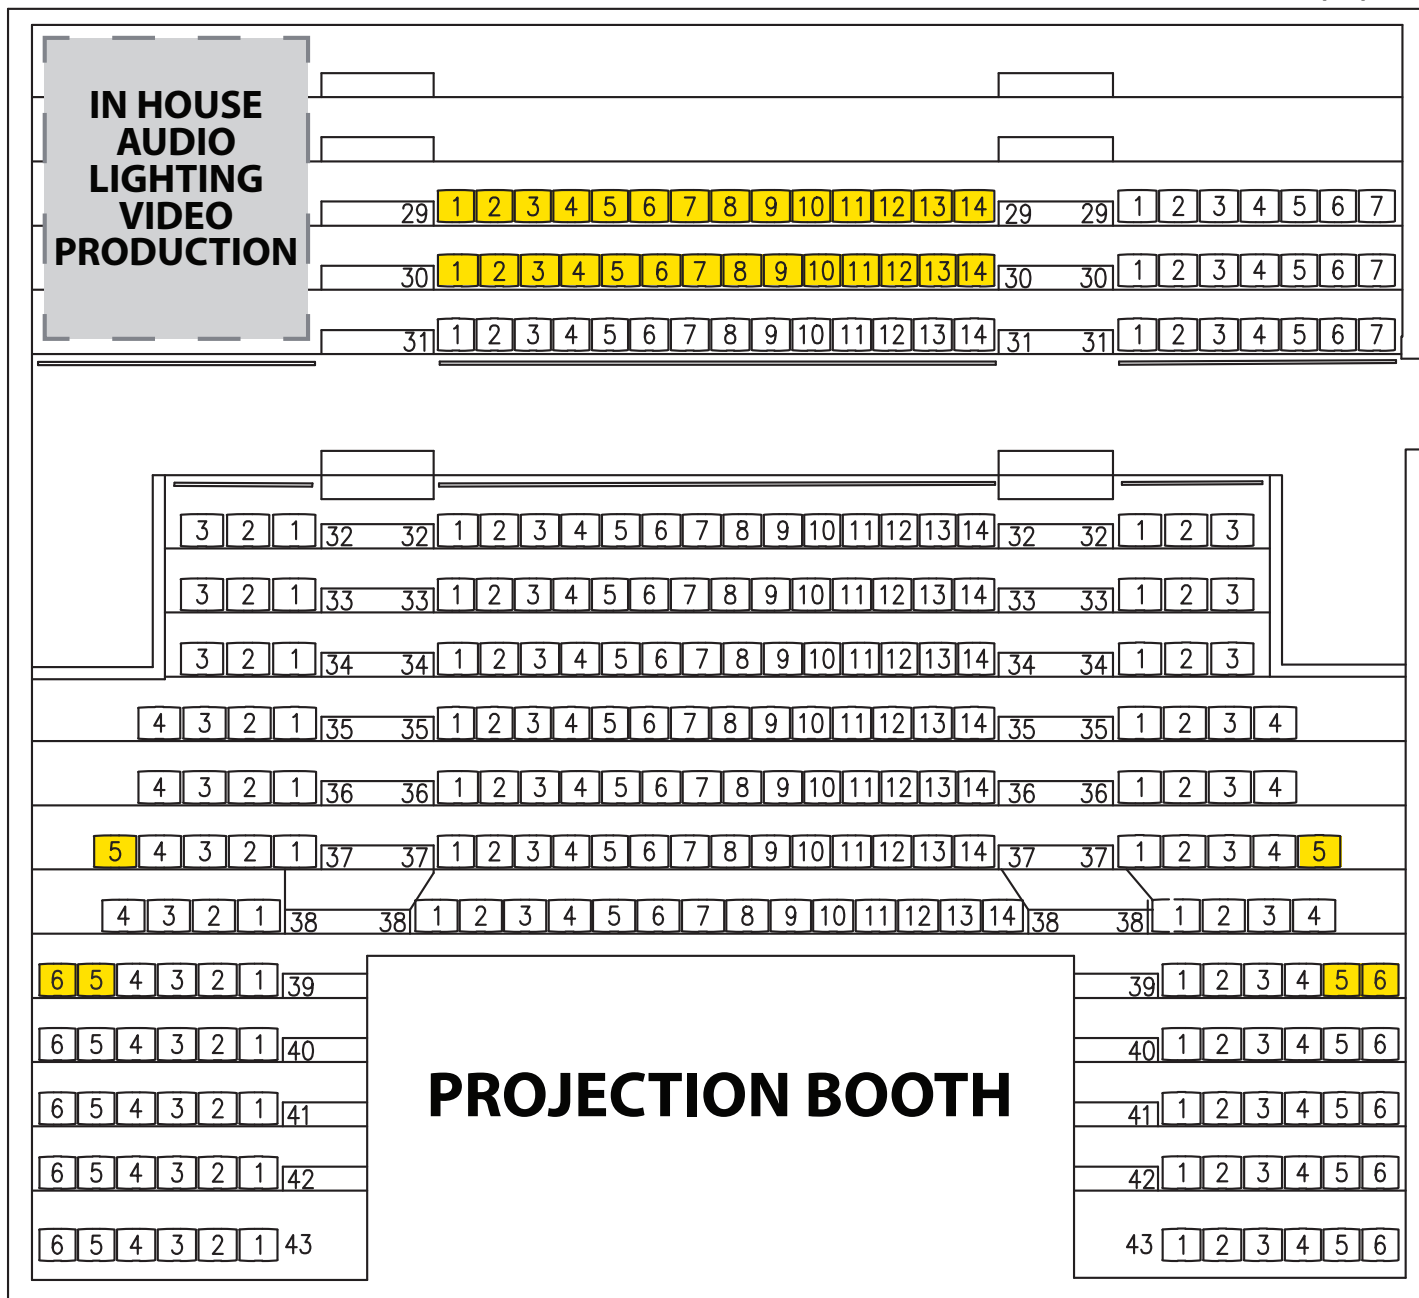 IN HOUSE
AUDIO
LIGHTING
VIDEO
PRODUCTION
29 1 2 3 4 5 6 7 8 9 10 11 12 13 14 29 29 1 2 3 4 5 6 7
30 1 2 3 4 5 6 7 8 9 10 11 12 13 14 30 30 1 2 3 4 5 6 7
31 1 2 3 4 5 6 7 8 9 10 11 12 13 14 31 31 1 2 3 4 5 6 7
3 2 1 32 32 1 2 3 4 5 6 7 8 9 10 11 12 13 14 32 32 1 2 3
3 2 1 33 33 1 2 3 4 5 6 7 8 9 10 11 12 13 14 33 33 1 2 3
3 2 1 34 34 1 2 3 4 5 6 7 8 9 10 11 12 13 14 34 34 1 2 3
4 3 2 1 35 35 1 2 3 4 5 6 7 8 9 10 11 12 13 14 35 35 1 2 3 4
4 3 2 1 36 36 1 2 3 4 5 6 7 8 9 10 11 12 13 14 36 36 1 2 3 4
5 4 3 2 1 37 37 1 2 3 4 5 6 7 8 9 10 11 12 13 14 37 37 1 2 3 4 5
4 3 2 1 38 38 1 2 3 4 5 6 7 8 9 10 11 12 13 14 38 38 1 2 3 4
6 5 4 3 2 1 39 39 1 2 3 4 5 6
6 5 4 3 2 1 40 40 1 2 3 4 5 6
PROJECTION BOOTH
6 5 4 3 2 1 41 41 1 2 3 4 5 6
6 5 4 3 2 1 42 42 1 2 3 4 5 6
6 5 4 3 2 1 43 43 1 2 3 4 5 6